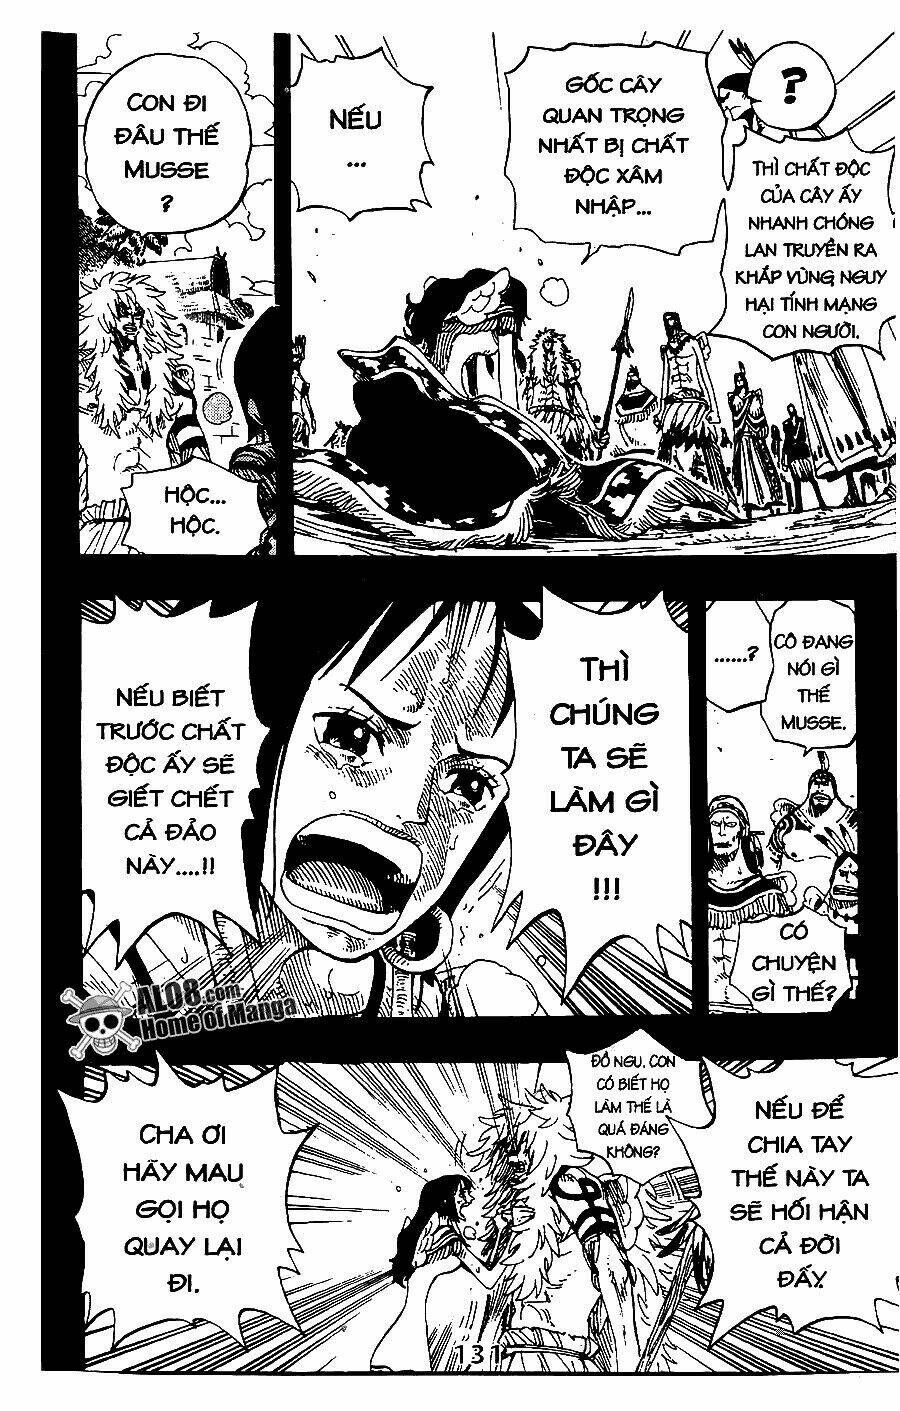 CON ĐI
ĐÂU THẾ
MUSSE
?
HỘC...
HỘC.
NẾU
...
GỐC CÂY
QUAN TRỌNG
NHẤT BỊ CHẤT
ĐỘC XÂM
NHẬP...
?
THÌ CHẤT ĐỘC
CỦA CÂY ẤY
NHANH CHÓNG
LAN TRUYỀN RA
KHẮP VÙNG, NGUY
HẠI TÍNH MẠNG
CON NGƯỜI.
NẾU BIẾT
TRƯỚC CHẤT
ĐỘC ẤY SẼ
GIẾT CHẾT
CẢ ĐẢO
NÀY....!!
THÌ
CHÚNG
TA SẼ
LÀM GÌ
ĐÂY
!!!
......?
CÔ ĐANG
NÓI GÌ
THẾ
MUSSE.
CÓ
CHUYỆN
GÌ THẾ?
ALO8.com
Home Of Manga
CHA ƠI
HÃY MAU
GỌI HỌ
QUAY LẠI
ĐI.
ĐỒ NGU, CON
CÓ BIẾT HỌ
LÀM THẾ LÀ
QUÁ ĐÁNG
KHÔNG?
NẾU ĐỂ
CHIA TAY
THẾ NÀY TA
SẼ HỐI HẬN
CẢ ĐỜI
ĐẤY.
131